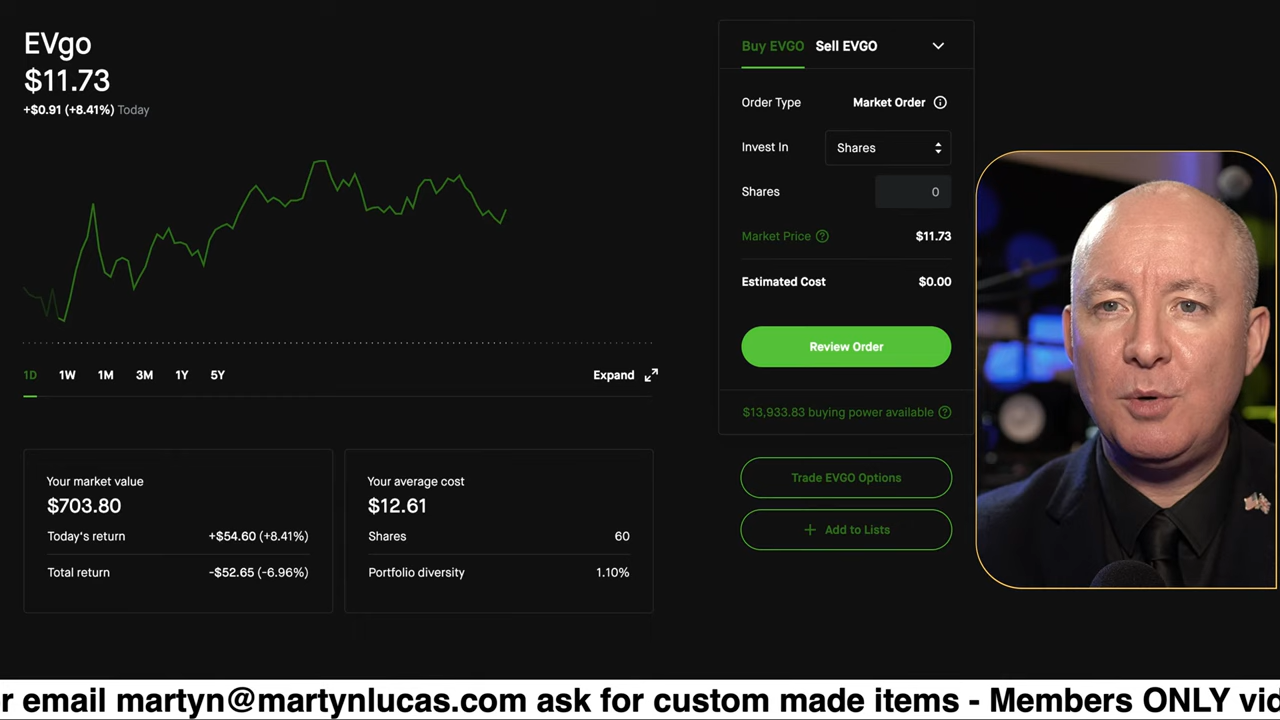 EVgo
$11.73
+$0.91 (+8.41%) Today
1D 1W 1M 3M 1Y 5Y
Expand
Your market value
$703.80
Today's return +$54.60 (+8.41%)
Total return -$52.65 (-6.96%)
Your average cost
$12.61
Shares 60
Portfolio diversity 1.10%
Buy EVGO Sell EVGO
Order Type Market Order
Invest In Shares
Shares 0
Market Price $11.73
Estimated Cost $0.00
Review Order
$13,933.83 buying power available
Trade EVGO Options
+ Add to Lists
r email martyn@martynlucas.com ask for custom made items - Members ONLY vid